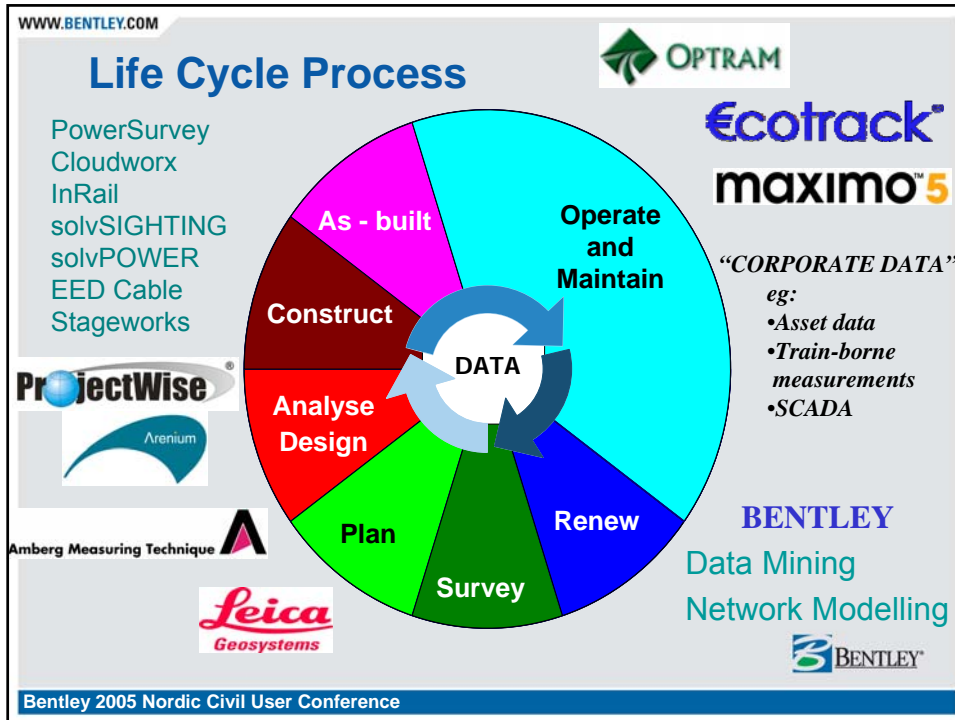 WWW.BENTLEY.COM
Life Cycle Process
OPTRAM
€cotrack®
maximo™5
PowerSurvey
Cloudworx
InRail
solvSIGHTING
solvPOWER
EED Cable
Stageworks
As - built
Operate
and
Maintain
Construct
DATA
Analyse
Design
Plan
Survey
Renew
“CORPORATE DATA”
eg:
•Asset data
•Train-borne
measurements
•SCADA
ProjectWise®
Arenium
Amberg Measuring Technique
Leica
Geosystems
BENTLEY
Data Mining
Network Modelling
BENTLEY®
Bentley 2005 Nordic Civil User Conference